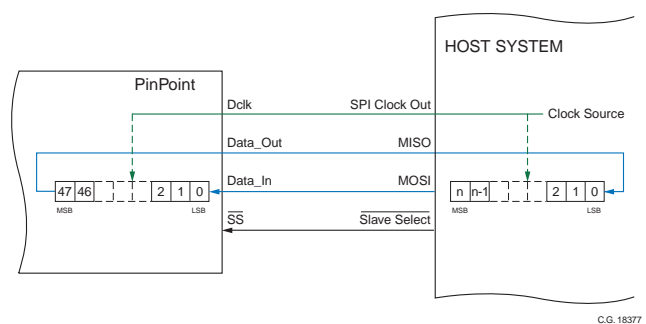 HOST SYSTEM
PinPoint
Dclk SPI Clock Out
Clock Source
Data_Out MISO
47 46 2 1 0 Data_In MOSI n n-1 2 1 0
MSB LSB MSB LSB
SS Slave Select
C.G. 18377